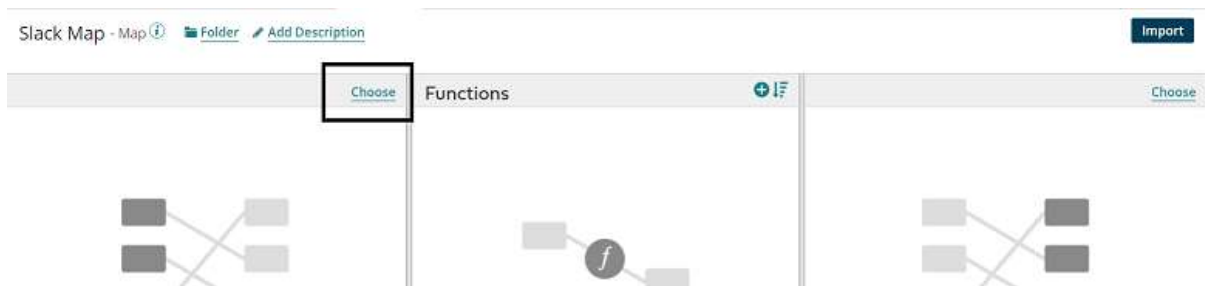 Slack Map - Map i Folder Add Description Import
Choose Functions Choose
f